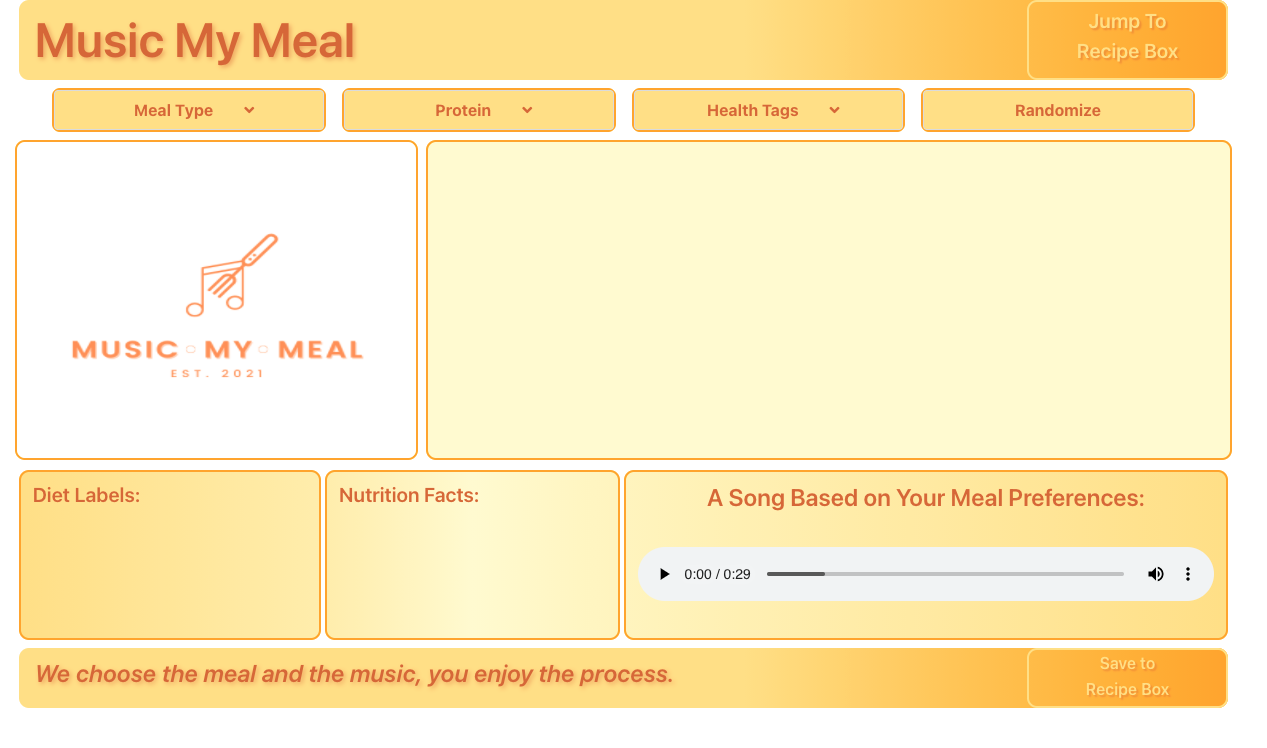 Music My Meal
Jump To
Recipe Box
Meal Type
Protein
Health Tags
Randomize
MUSIC MY MEAL
EST. 2021
Diet Labels:
Nutrition Facts:
A Song Based on Your Meal Preferences:
0:00 / 0:29
We choose the meal and the music, you enjoy the process.
Save to
Recipe Box